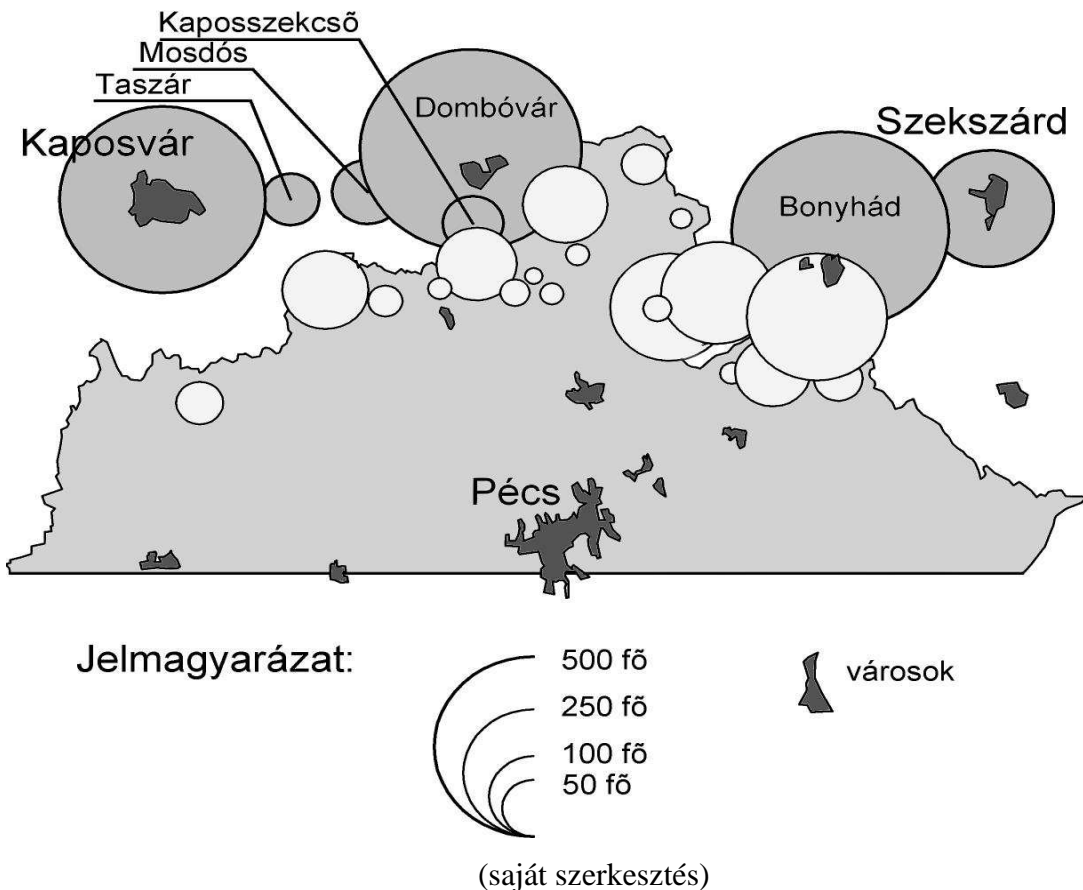 Kaposszekcsõ
Mosdós
Taszár
Kaposvár
Dombóvár
Szekszárd
Bonyhád
Pécs
Jelmagyarázat:
500 fõ
250 fõ
100 fõ
50 fõ
városok
(saját szerkesztés)